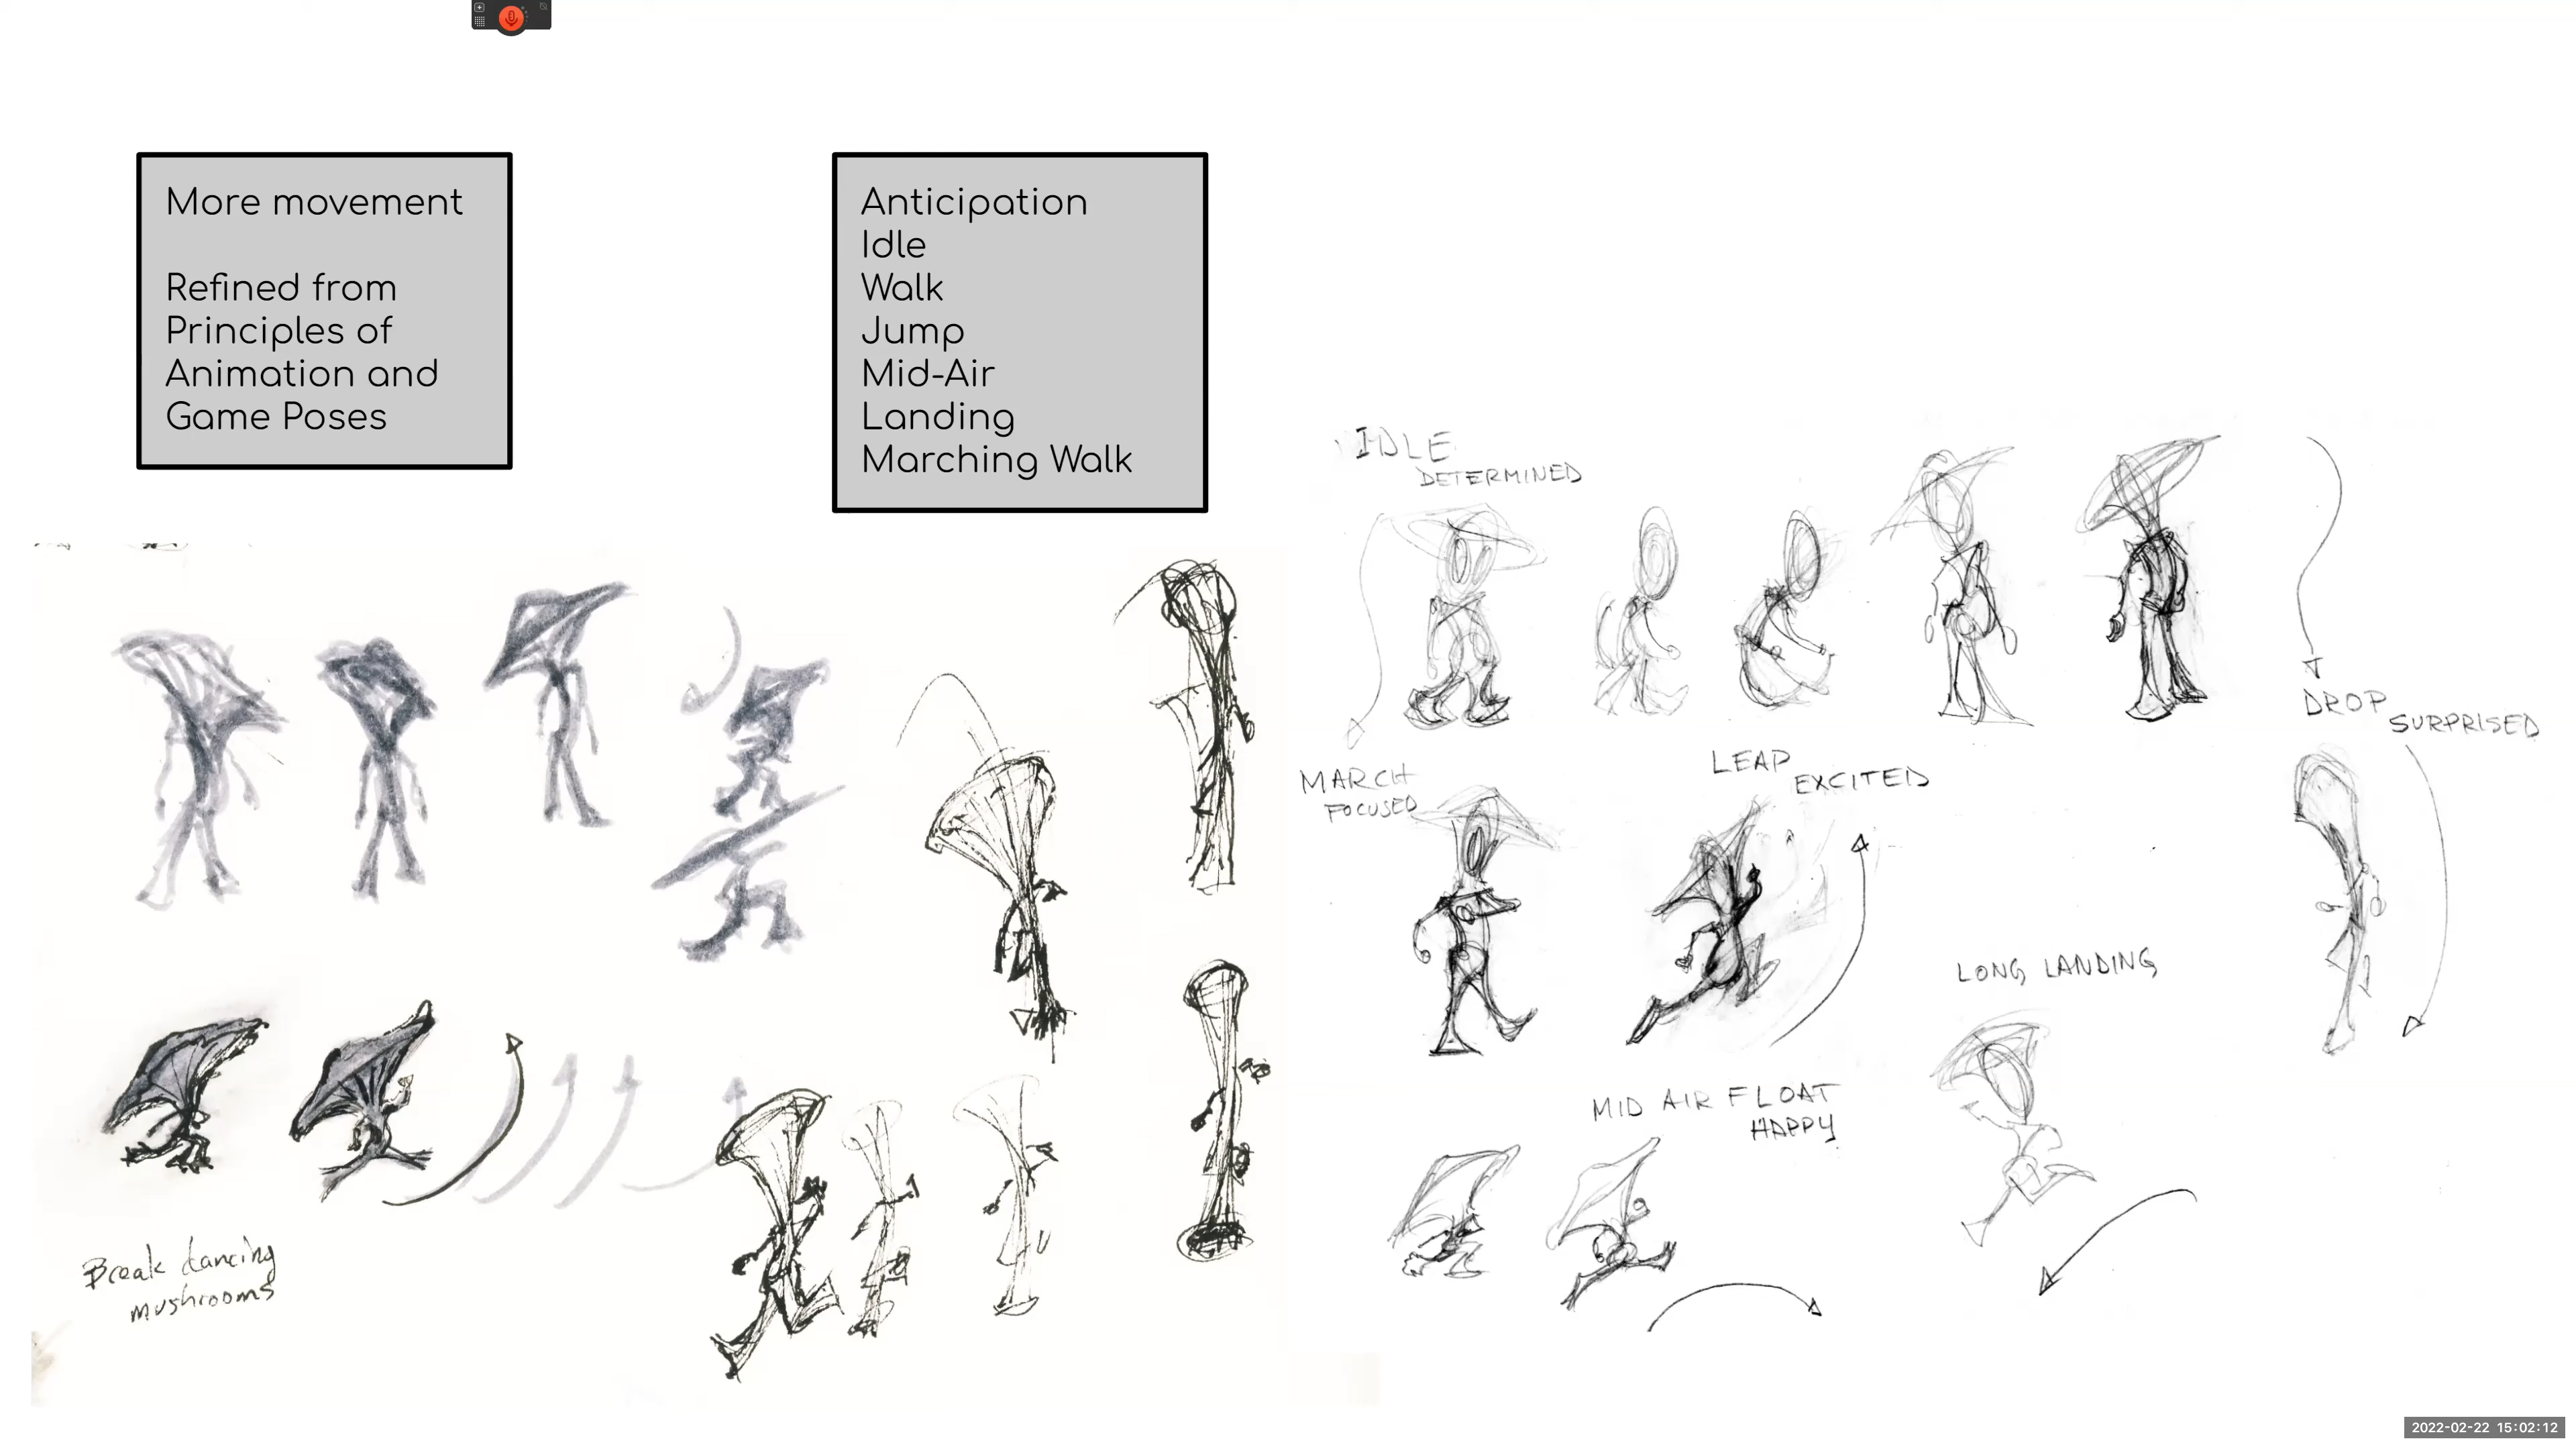 More movement
Refined from
Principles of
Animation and
Game Poses
Anticipation
Idle
Walk
Jump
Mid-Air
Landing
Marching Walk
IDLE
DETERMINED
DROP
SURPRISED
MARCH
FOCUSED
LEAP
EXCITED
LONG LANDING
MID AIR FLOAT
HAPPY
Break dancing
mushrooms
2022-02-22 15:02:12